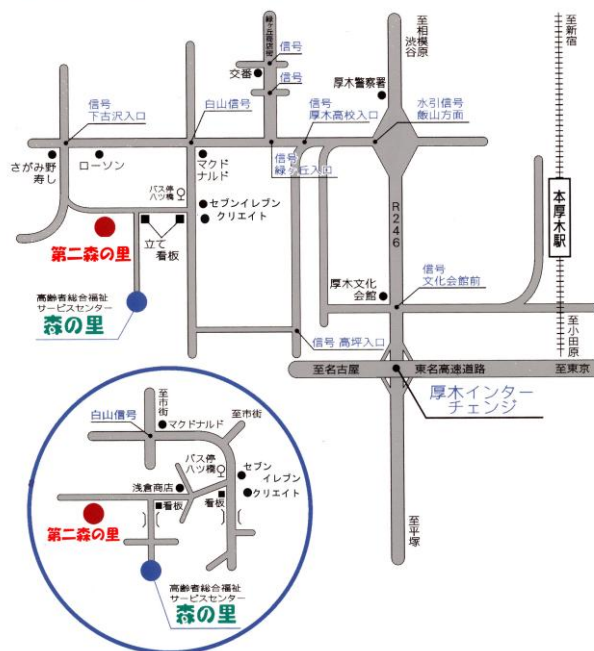 緑ヶ丘商店街
至相模原
渋谷
至新宿
信号
交番
信号
厚木警察署
信号
下古沢入口
白山信号
信号
厚木高校入口
水引信号
飯山方面
さがみ野
寿し
ローソン
マクド
ナルド
信号
緑ヶ丘入口
バス停
八ツ橋
セブンイレブン
クリエイト
第二森の里
立て
看板
R246
本厚木駅
高齢者総合福祉
サービスセンター
森の里
厚木文化
会館
信号
文化会館前
信号 高坪入口
至小田原
至名古屋
東名高速道路
至東京
厚木インター
チェンジ
至平塚
至市街
白山信号
マクドナルド
至市街
バス停
八ツ橋
セブン
イレブン
クリエイト
浅倉商店
看板
看板
第二森の里
高齢者総合福祉
サービスセンター
森の里